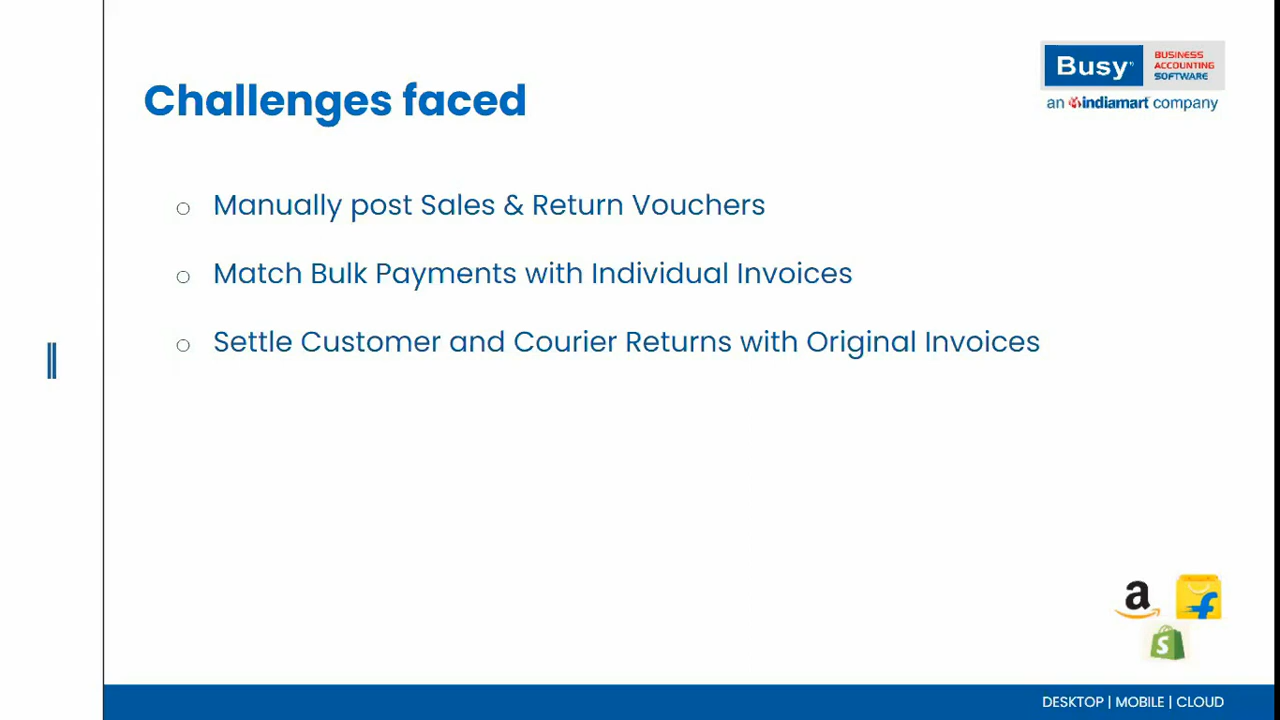 Challenges faced
Busy
BUSINESS
ACCOUNTING
SOFTWARE
an indiamart company
Manually post Sales & Return Vouchers
Match Bulk Payments with Individual Invoices
Settle Customer and Courier Returns with Original Invoices
a
f
S
DESKTOP | MOBILE | CLOUD